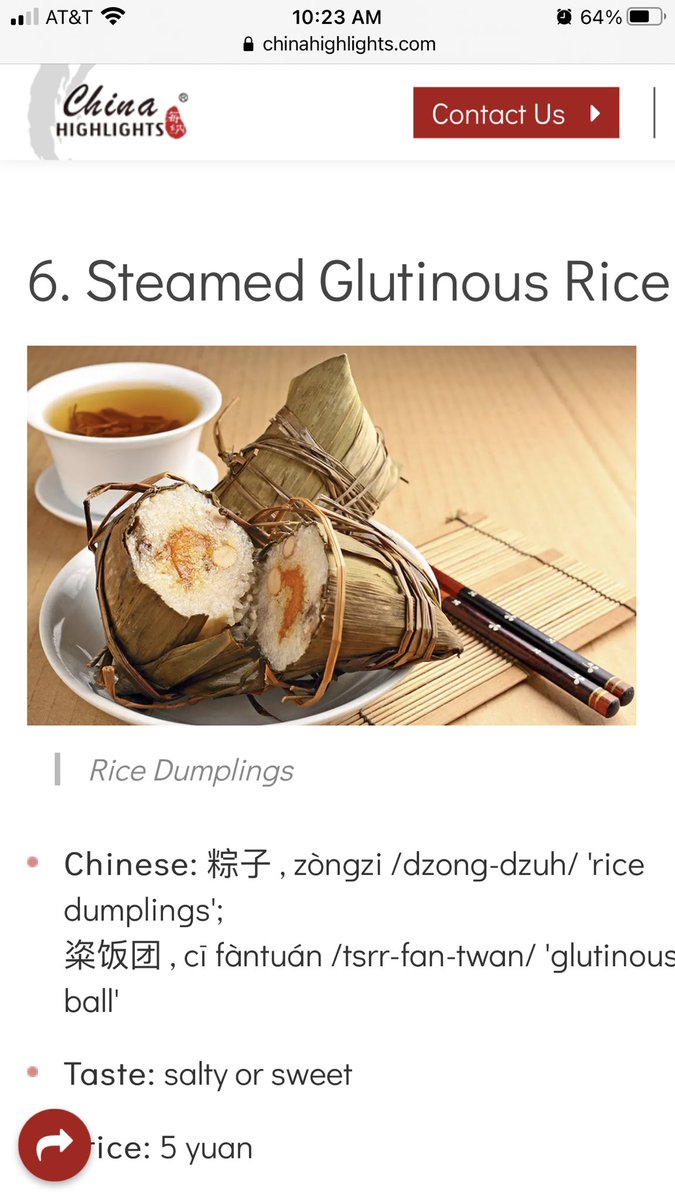 AT&T 10:23 AM 64%
chinahighlights.com
China®
HIGHLIGHTS
Contact Us
6. Steamed Glutinous Rice
Rice Dumplings
Chinese: 粽子 , zòngzi /dzong-dzuh/ 'rice
dumplings';
粢饭团 , cī fàntuán /tsrr-fan-twan/ 'glutinous
ball'
Taste: salty or sweet
rice: 5 yuan